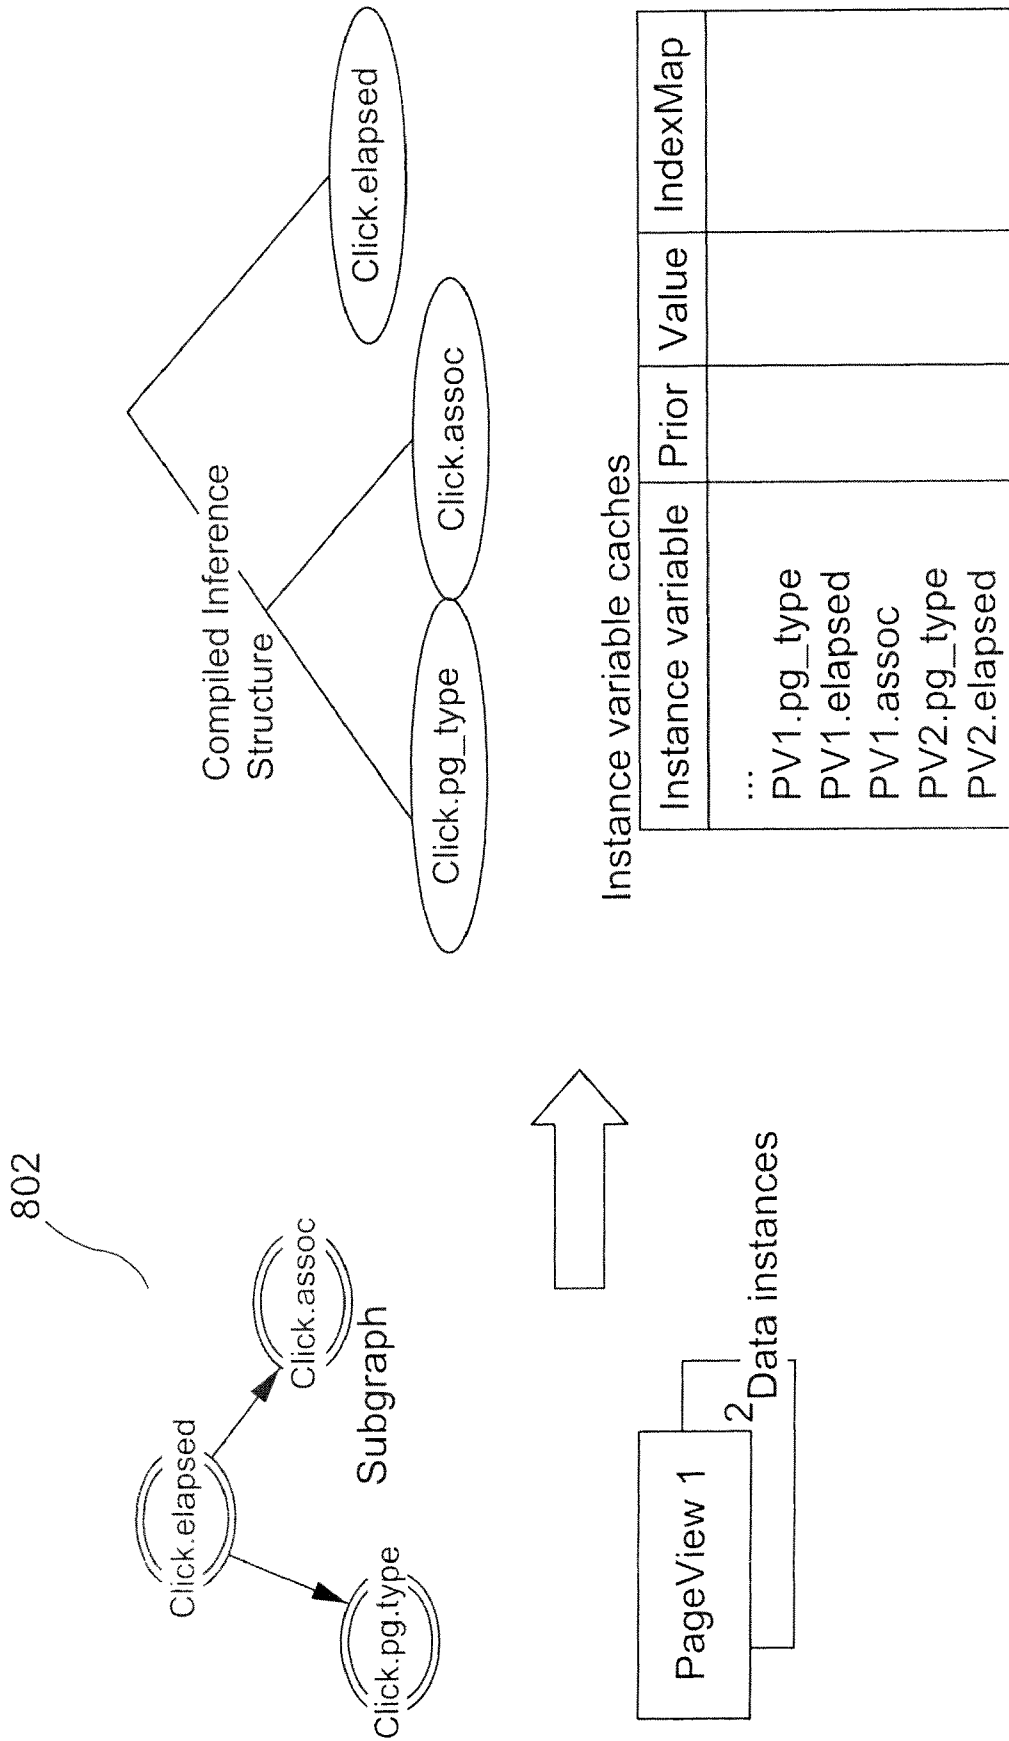 802
Click.elapsed
Click.assoc
Click.pg.type
Subgraph
PageView 1
2
Data instances
Compiled Inference
Structure
Click.elapsed
Click.pg_type
Click.assoc
Instance variable caches
Instance variable Prior Value IndexMap
...
PV1.pg_type
PV1.elapsed
PV1.assoc
PV2.pg_type
PV2.elapsed